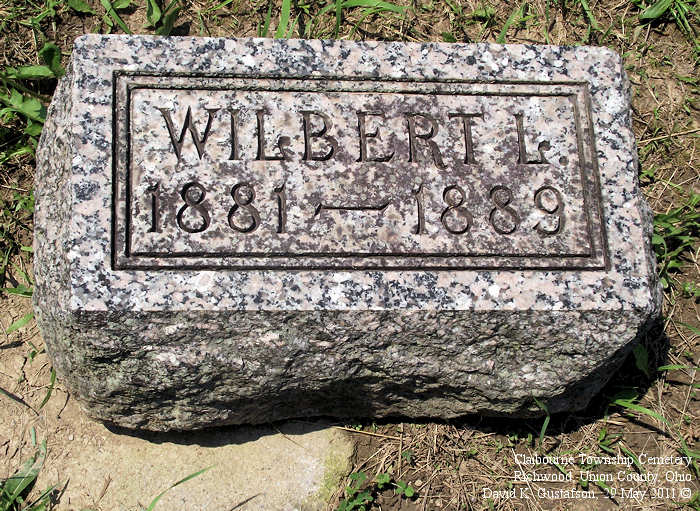 WILBERT L.
1881 — 1889
Claibourne Township Cemetery
Richwood, Union County, Ohio
David K. Gustafson, 29 May 2011 ©